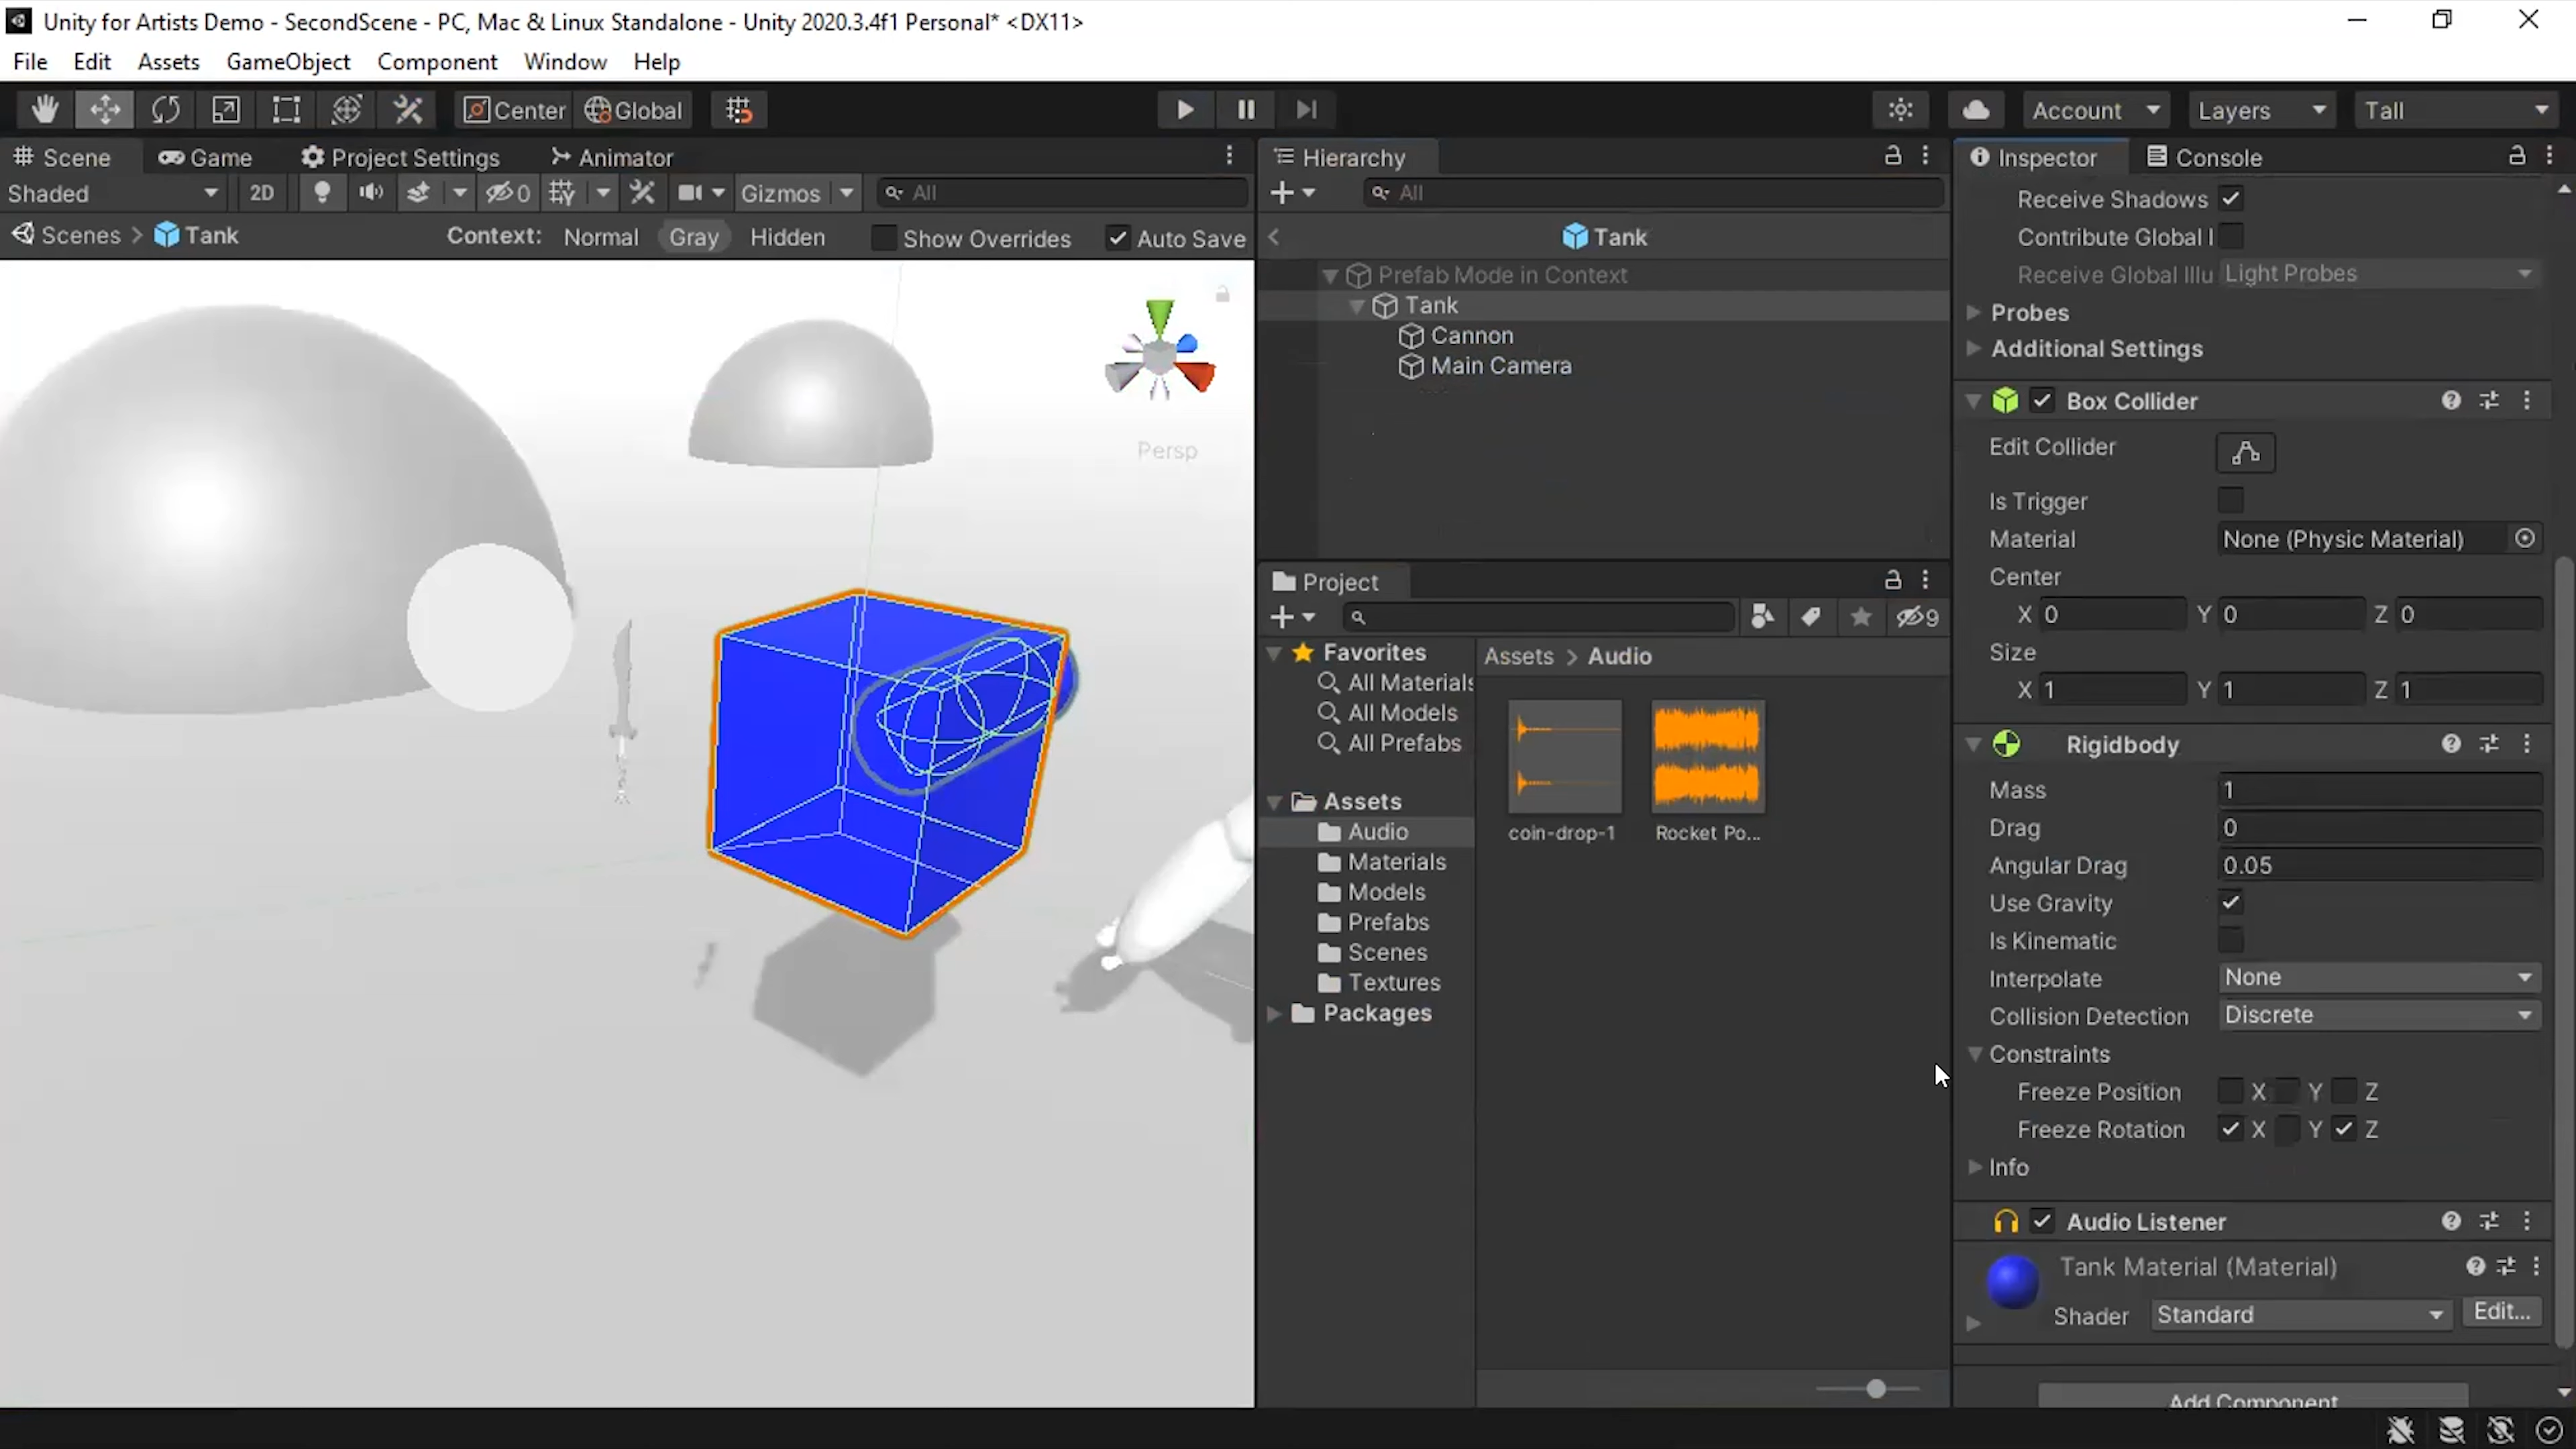 Unity for Artists Demo - SecondScene - PC, Mac & Linux Standalone - Unity 2020.3.4f1 Personal* <DX11>
File Edit Assets GameObject Component Window Help
Center Global Account Layers Tall
Scene Game Project Settings Animator
Shaded 2D 0 Gizmos All
Scenes > Tank Context: Normal Gray Hidden Show Overrides Auto Save
Persp
Hierarchy
All
Tank
Prefab Mode in Context
Tank
Cannon
Main Camera
Project
9
Favorites
All Materials
All Models
All Prefabs
Assets
Audio
Materials
Models
Prefabs
Scenes
Textures
Packages
Assets > Audio
coin-drop-1 Rocket Po...
Inspector Console
Receive Shadows
Contribute Global I
Receive Global Illu Light Probes
Probes
Additional Settings
Box Collider
Edit Collider
Is Trigger
Material None (Physic Material)
Center
X 0 Y 0 Z 0
Size
X 1 Y 1 Z 1
Rigidbody
Mass 1
Drag 0
Angular Drag 0.05
Use Gravity
Is Kinematic
Interpolate None
Collision Detection Discrete
Constraints
Freeze Position X Y Z
Freeze Rotation X Y Z
Info
Audio Listener
Tank Material (Material)
Shader Standard Edit...
Add Component